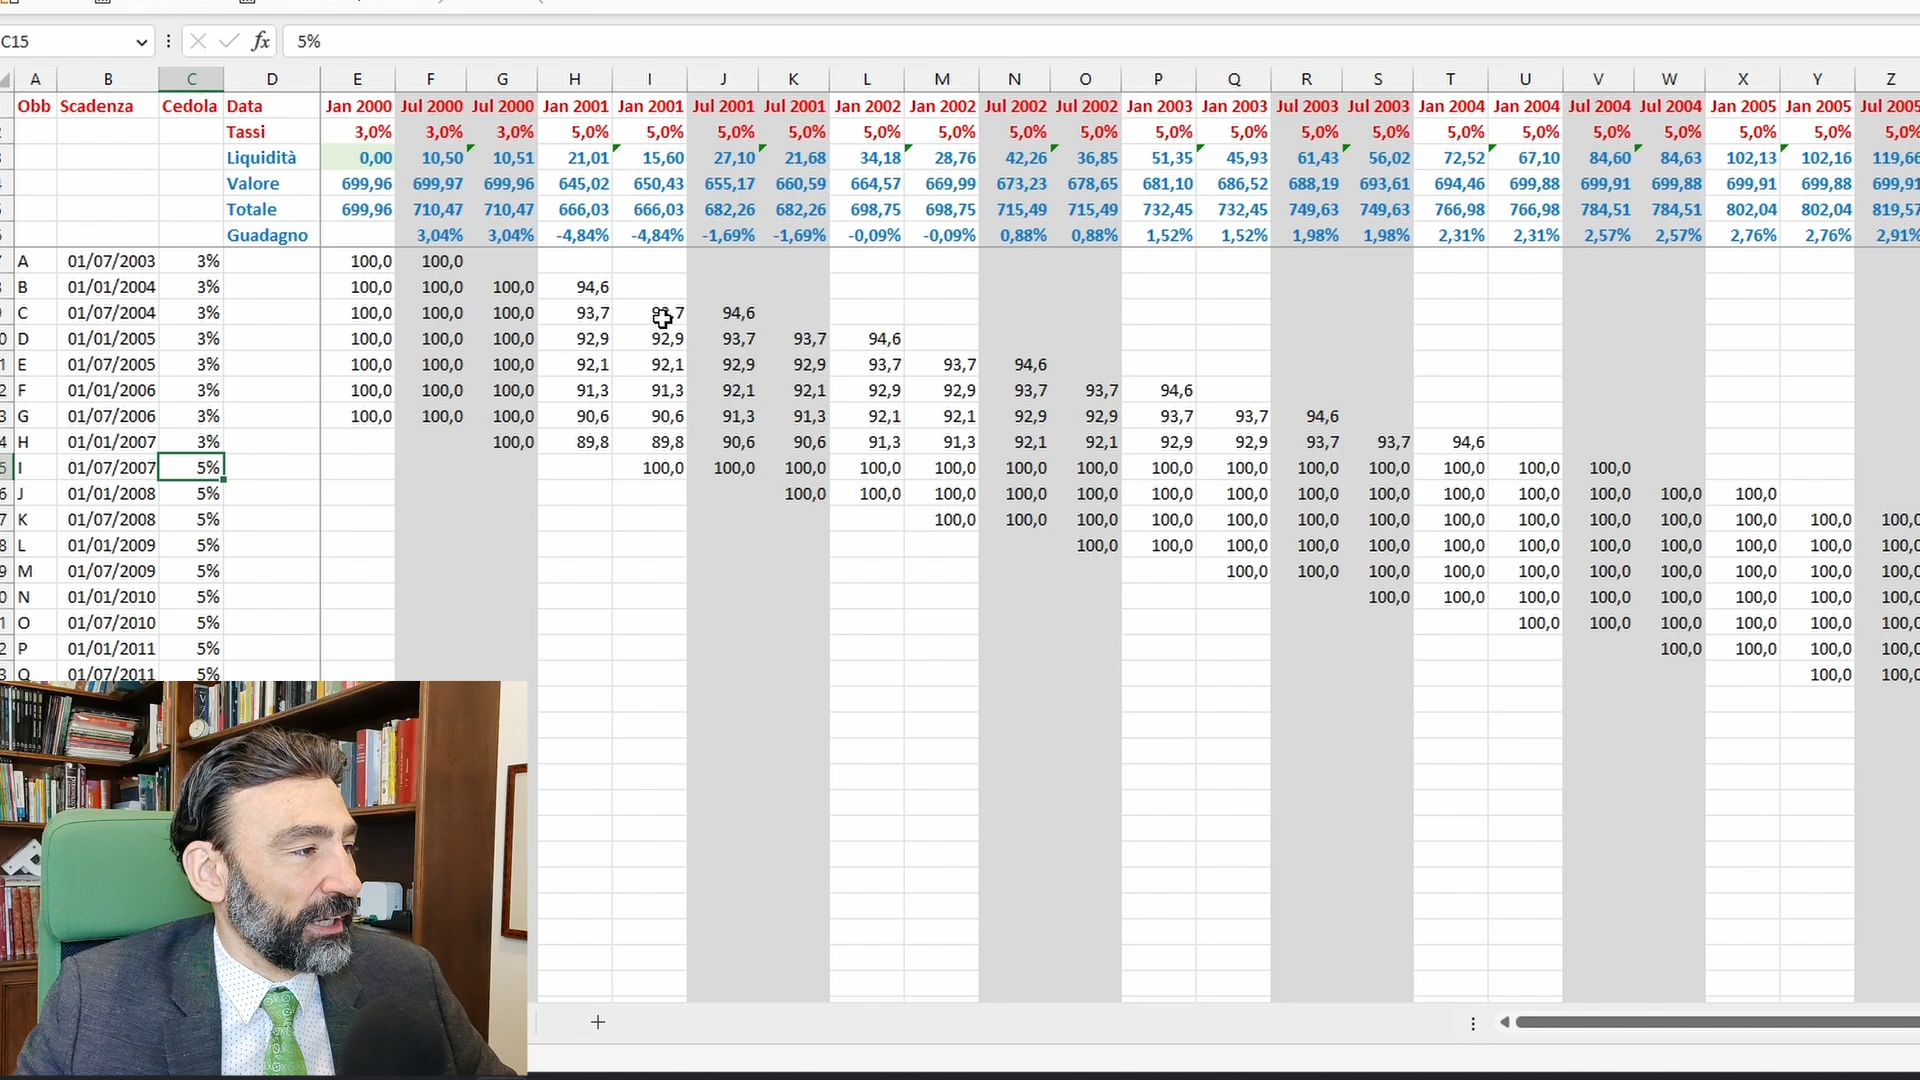 C15 fx 5%
A B C D E F G H I J K L M N O P Q R S T U V W X Y Z
Obb Scadenza Cedola Data Jan 2000 Jul 2000 Jul 2000 Jan 2001 Jan 2001 Jul 2001 Jul 2001 Jan 2002 Jan 2002 Jul 2002 Jul 2002 Jan 2003 Jan 2003 Jul 2003 Jul 2003 Jan 2004 Jan 2004 Jul 2004 Jul 2004 Jan 2005 Jan 2005 Jul 2005
Tassi 3,0% 3,0% 3,0% 5,0% 5,0% 5,0% 5,0% 5,0% 5,0% 5,0% 5,0% 5,0% 5,0% 5,0% 5,0% 5,0% 5,0% 5,0% 5,0% 5,0% 5,0% 5,0%
Liquidità 0,00 10,50 10,51 21,01 15,60 27,10 21,68 34,18 28,76 42,26 36,85 51,35 45,93 61,43 56,02 72,52 67,10 84,60 84,63 102,13 102,16 119,66
Valore 699,96 699,97 699,96 645,02 650,43 655,17 660,59 664,57 669,99 673,23 678,65 681,10 686,52 688,19 693,61 694,46 699,88 699,91 699,88 699,91 699,88 699,91
Totale 699,96 710,47 710,47 666,03 666,03 682,26 682,26 698,75 698,75 715,49 715,49 732,45 732,45 749,63 749,63 766,98 766,98 784,51 784,51 802,04 802,04 819,57
Guadagno 3,04% 3,04% -4,84% -4,84% -1,69% -1,69% -0,09% -0,09% 0,88% 0,88% 1,52% 1,52% 1,98% 1,98% 2,31% 2,31% 2,57% 2,57% 2,76% 2,76% 2,91%
A 01/07/2003 3% 100,0 100,0
B 01/01/2004 3% 100,0 100,0 100,0 94,6
C 01/07/2004 3% 100,0 100,0 100,0 93,7 94,6
D 01/01/2005 3% 100,0 100,0 100,0 92,9 92,9 93,7 93,7 94,6
E 01/07/2005 3% 100,0 100,0 100,0 92,1 92,1 92,9 92,9 93,7 93,7 94,6
F 01/01/2006 3% 100,0 100,0 100,0 91,3 91,3 92,1 92,1 92,9 92,9 93,7 93,7 94,6
G 01/07/2006 3% 100,0 100,0 100,0 90,6 90,6 91,3 91,3 92,1 92,1 92,9 92,9 93,7 93,7 94,6
H 01/01/2007 3% 100,0 89,8 89,8 90,6 90,6 91,3 91,3 92,1 92,1 92,9 92,9 93,7 93,7 94,6
I 01/07/2007 5% 100,0 100,0 100,0 100,0 100,0 100,0 100,0 100,0 100,0 100,0 100,0 100,0 100,0 100,0
J 01/01/2008 5% 100,0 100,0 100,0 100,0 100,0 100,0 100,0 100,0 100,0 100,0 100,0 100,0 100,0 100,0
K 01/07/2008 5% 100,0 100,0 100,0 100,0 100,0 100,0 100,0 100,0 100,0 100,0 100,0 100,0 100,0 100,0
L 01/01/2009 5% 100,0 100,0 100,0 100,0 100,0 100,0 100,0 100,0 100,0 100,0 100,0 100,0
M 01/07/2009 5% 100,0 100,0 100,0 100,0 100,0 100,0 100,0 100,0 100,0 100,0
N 01/01/2010 5% 100,0 100,0 100,0 100,0 100,0 100,0 100,0 100,0
O 01/07/2010 5% 100,0 100,0 100,0 100,0 100,0 100,0
P 01/01/2011 5% 100,0 100,0 100,0 100,0
Q 01/07/2011 5% 100,0 100,0